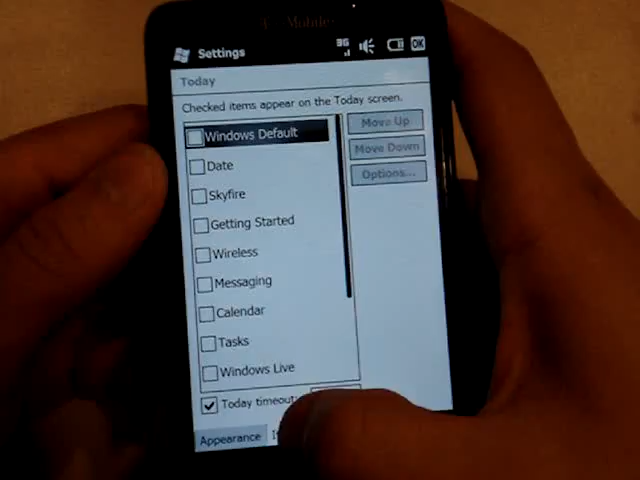 T-Mobile
Settings
3G
OK
Today
Checked items appear on the Today screen.
Windows Default
Move Up
Date
Move Down
Skyfire
Options...
Getting Started
Wireless
Messaging
Calendar
Tasks
Windows Live
Today timeout
Appearance